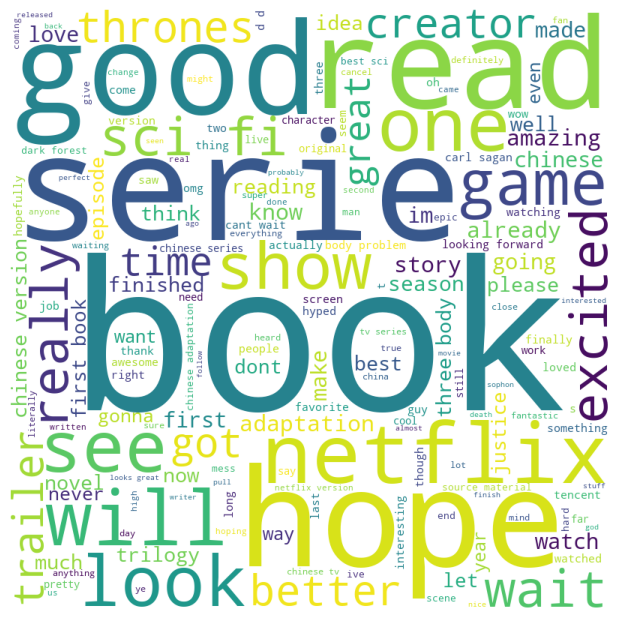 coming released
back
love
thrones
d d
idea
creator
made
fan
definitely
good
read
change
come
give
three
best sci
cancel
might
oh
came
even
version
dark forest
sci fi
two
thing
omg
saw
live
character
seem
original
wow
one
well
amazing
great
carl sagan
chinese
hopefully
anyone
perfect
real
seen
super
done
second
probably
man
episode
reading
think
know
serie
game
im
epic
watching
looking forward
already
waiting
ago
chinese series
cant wait
everything
actually
body problem
really
time
show
story
going
season
please
excited
chinese version
job
finished
need
screen
hyped
t
close
interested
first book
want
thank
awesome
right
book
dont
heard
people
tv series
true
china
best
three body
still
finally
loved
work
movie
sophon
literally
written
sure
gonna
first
chinese adaptation
follow
make
favorite
cool
almost
guy
death
fantastic
s
something
see
got
adaptation
netflix
justice
trailer
novel
now
never
looks great
mess
pull
say
though
lot
source material
tencent
stuff
netflix version
finish
will
hope
writer
high
day
long
hoping
last
interesting
end
mind
hard
god
year
far
watch
watched
much
trilogy
way
anything
pretty
us
look
ye
better
chinese tv
ive
scene
let
nice
wait